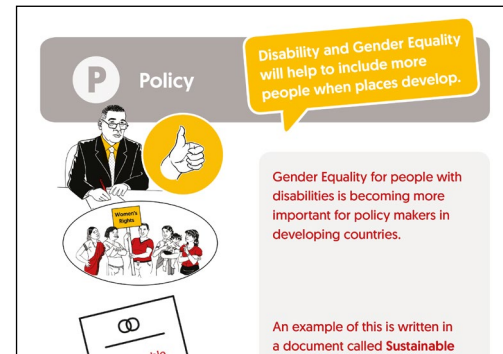 P Policy
Disability and Gender Equality
will help to include more
people when places develop.
Women's
Rights
Gender Equality for people with
disabilities is becoming more
important for policy makers in
developing countries.
An example of this is written in
a document called Sustainable